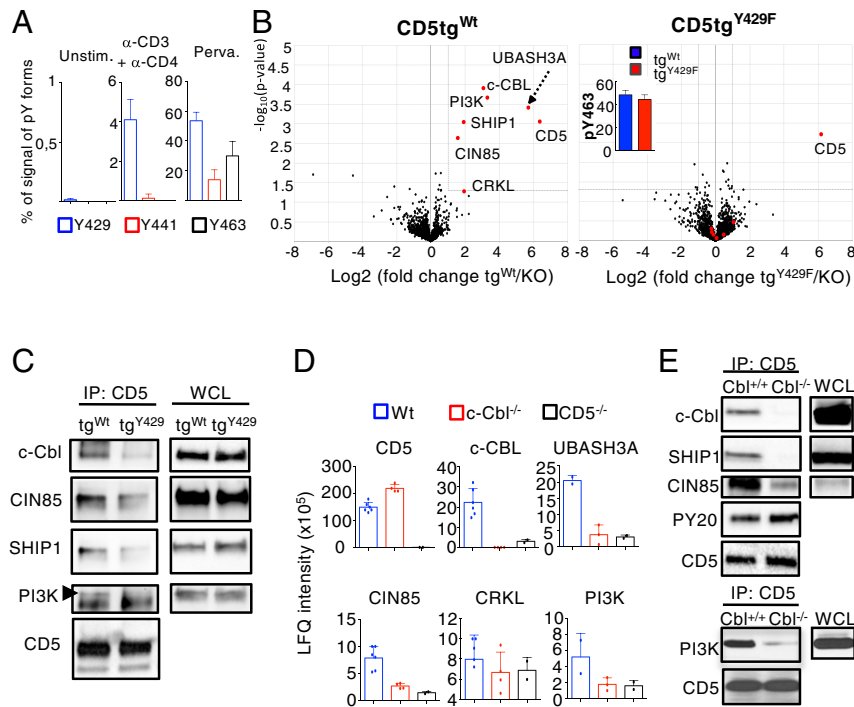 A
Unstim.
α-CD3
+ α-CD4
Perva.
% of signal of pY forms
1
0,5
6
4
2
80
60
40
20
Y429
Y441
Y463
B
CD5tg^Wt
-log10(p-value)
5
4.5
4
3.5
3
2.5
2
1.5
1
0.5
UBASH3A
c-CBL
PI3K
SHIP1
CD5
CIN85
CRKL
-8 -6 -4 -2 0 2 4 6 8
Log2 (fold change tg^Wt/KO)
CD5tg^Y429F
tg^Wt
tg^Y429F
pY463
60
40
20
0
CD5
-8 -6 -4 -2 0 2 4 6 8
Log2 (fold change tg^Y429F/KO)
C
IP: CD5
WCL
tg^Wt tg^Y429
tg^Wt tg^Y429
c-Cbl
CIN85
SHIP1
PI3K
CD5
D
Wt
c-Cbl^-/-
CD5^-/-
LFQ intensity (x10^5)
CD5
300
200
100
0
c-CBL
40
30
20
10
0
UBASH3A
25
20
15
10
5
0
CIN85
15
10
5
0
CRKL
12
10
8
6
4
PI3K
10
8
6
4
2
0
E
IP: CD5
Cbl^+/+ Cbl^-/- WCL
c-Cbl
SHIP1
CIN85
PY20
CD5
IP: CD5
Cbl^+/+ Cbl^-/- WCL
PI3K
CD5